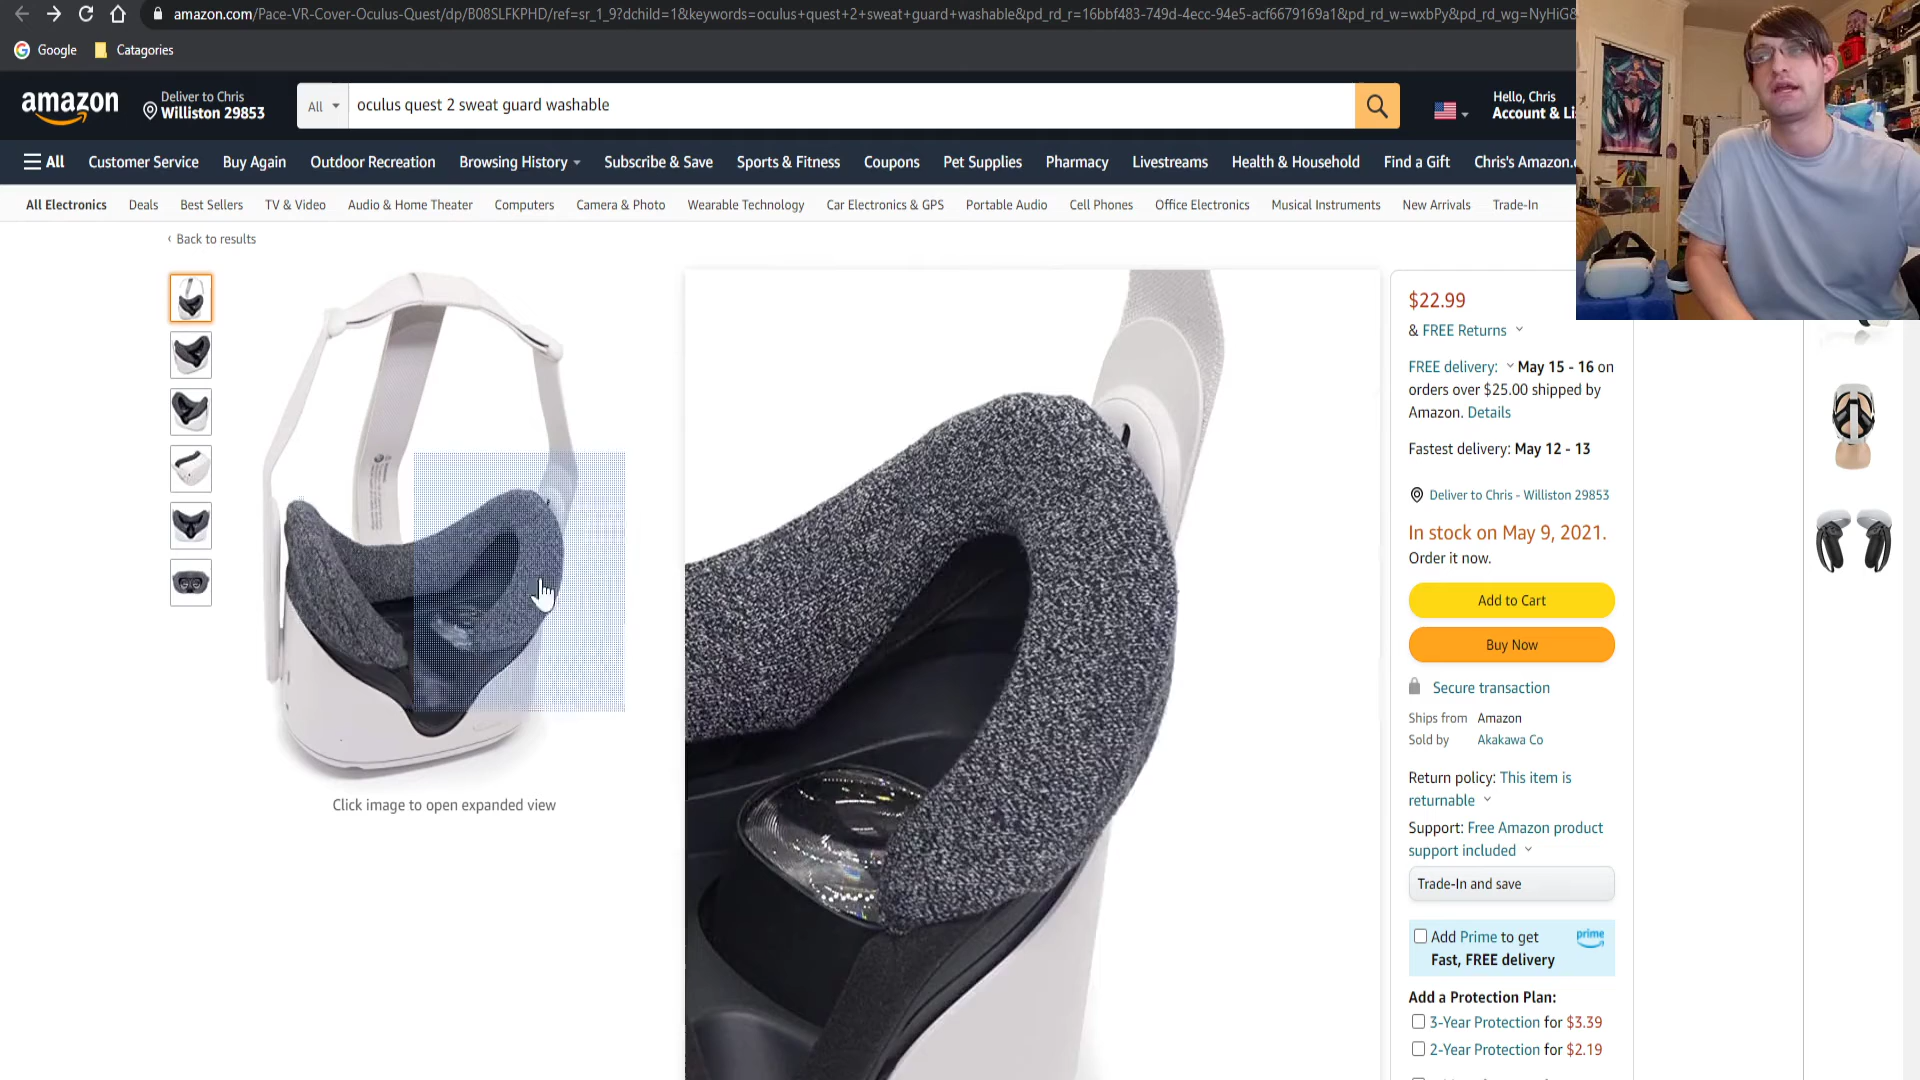 amazon.com/Pace-VR-Cover-Oculus-Quest/dp/B08SLFKPHD/ref=sr_1_9?dchild=1&keywords=oculus+quest+2+sweat+guard+washable&pd_rd_r=16bbf483-749d-4ecc-94e5-acf6679169a1&pd_rd_w=wxbPy&pd_rd_wg=NyHiG&
Google Catagories
amazon
Deliver to Chris
Williston 29853
All
oculus quest 2 sweat guard washable
Hello, Chris
Account & Li
All Customer Service Buy Again Outdoor Recreation Browsing History Subscribe & Save Sports & Fitness Coupons Pet Supplies Pharmacy Livestreams Health & Household Find a Gift Chris's Amazon.c
All Electronics Deals Best Sellers TV & Video Audio & Home Theater Computers Camera & Photo Wearable Technology Car Electronics & GPS Portable Audio Cell Phones Office Electronics Musical Instruments New Arrivals Trade-In
‹ Back to results
Click image to open expanded view
$22.99
& FREE Returns
FREE delivery: May 15 - 16 on
orders over $25.00 shipped by
Amazon. Details
Fastest delivery: May 12 - 13
Deliver to Chris - Williston 29853
In stock on May 9, 2021.
Order it now.
Add to Cart
Buy Now
Secure transaction
Ships from Amazon
Sold by Akakawa Co
Return policy: This item is
returnable
Support: Free Amazon product
support included
Trade-In and save
Add Prime to get
Fast, FREE delivery
prime
Add a Protection Plan:
3-Year Protection for $3.39
2-Year Protection for $2.19